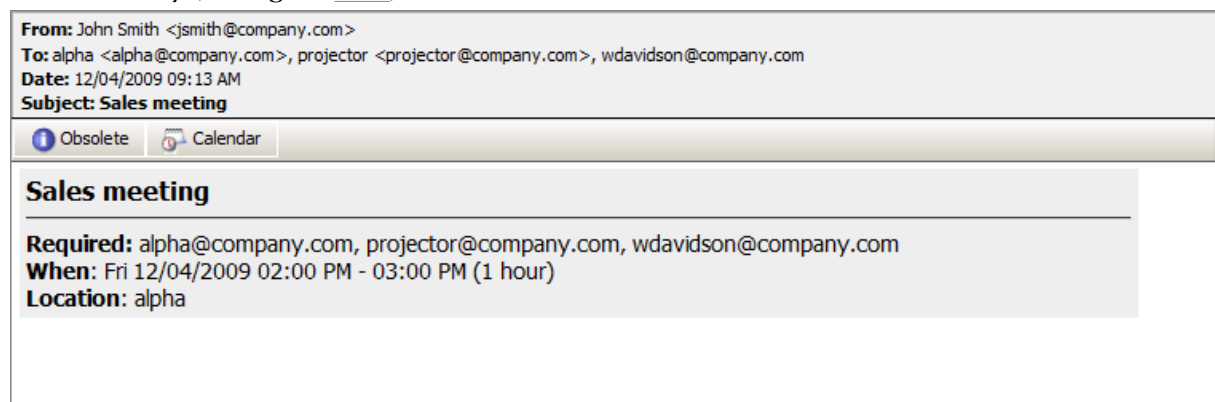 From: John Smith <jsmith@company.com>
To: alpha <alpha@company.com>, projector <projector@company.com>, wdavidson@company.com
Date: 12/04/2009 09:13 AM
Subject: Sales meeting
Obsolete Calendar
Sales meeting
Required: alpha@company.com, projector@company.com, wdavidson@company.com
When: Fri 12/04/2009 02:00 PM - 03:00 PM (1 hour)
Location: alpha